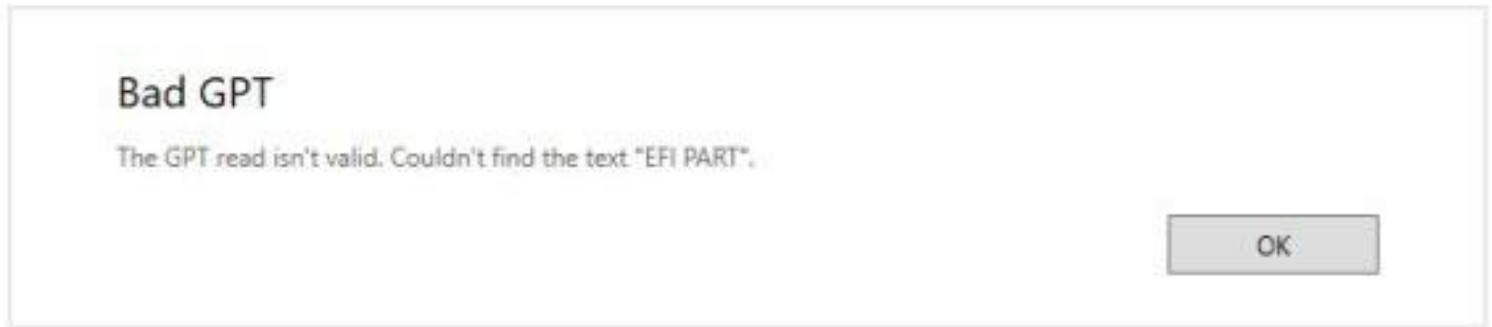 Bad GPT
The GPT read isn't valid. Couldn't find the text "EFI PART".
OK